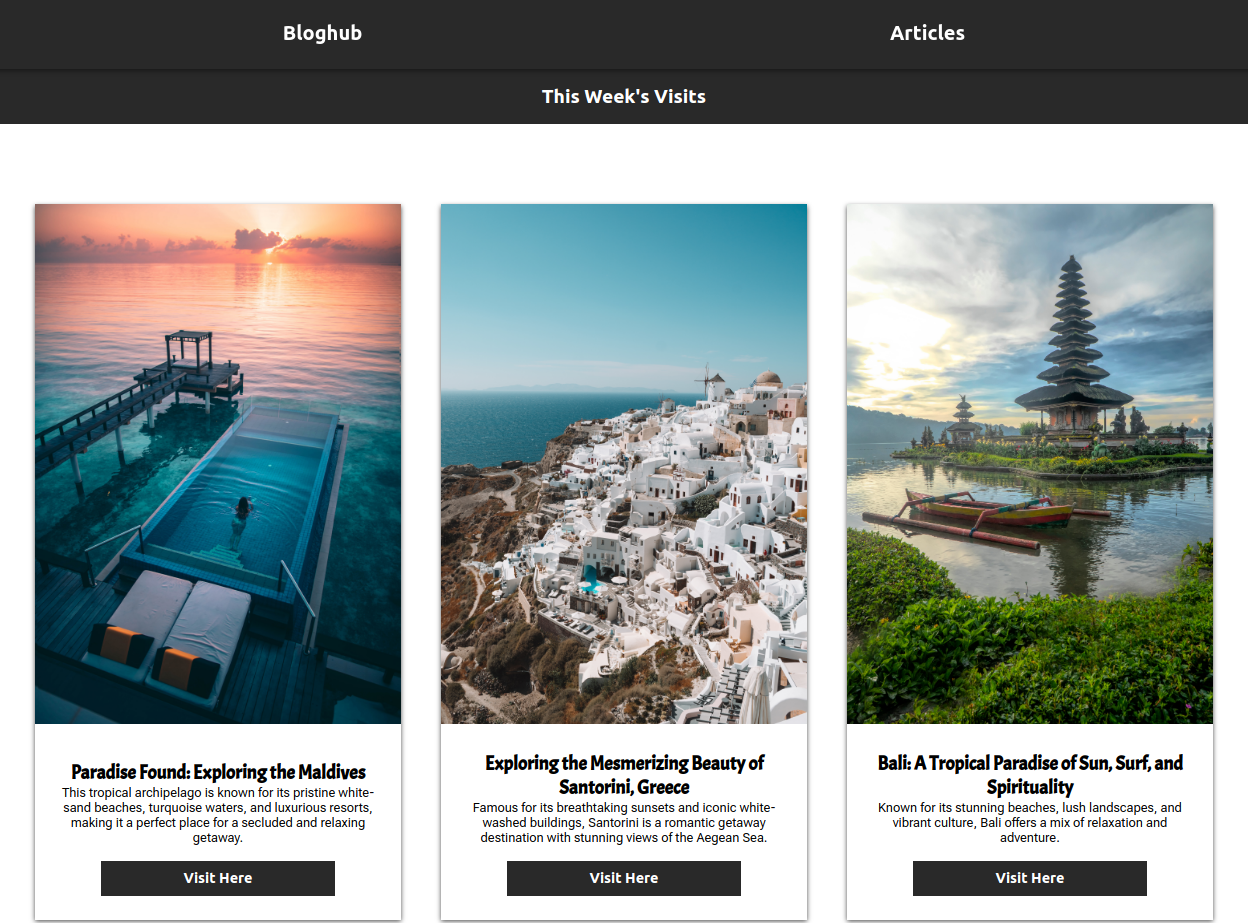 Bloghub
Articles
This Week's Visits
Paradise Found: Exploring the Maldives
This tropical archipelago is known for its pristine white-
sand beaches, turquoise waters, and luxurious resorts,
making it a perfect place for a secluded and relaxing
getaway.
Visit Here
Exploring the Mesmerizing Beauty of
Santorini, Greece
Famous for its breathtaking sunsets and iconic white-
washed buildings, Santorini is a romantic getaway
destination with stunning views of the Aegean Sea.
Visit Here
Bali: A Tropical Paradise of Sun, Surf, and
Spirituality
Known for its stunning beaches, lush landscapes, and
vibrant culture, Bali offers a mix of relaxation and
adventure.
Visit Here